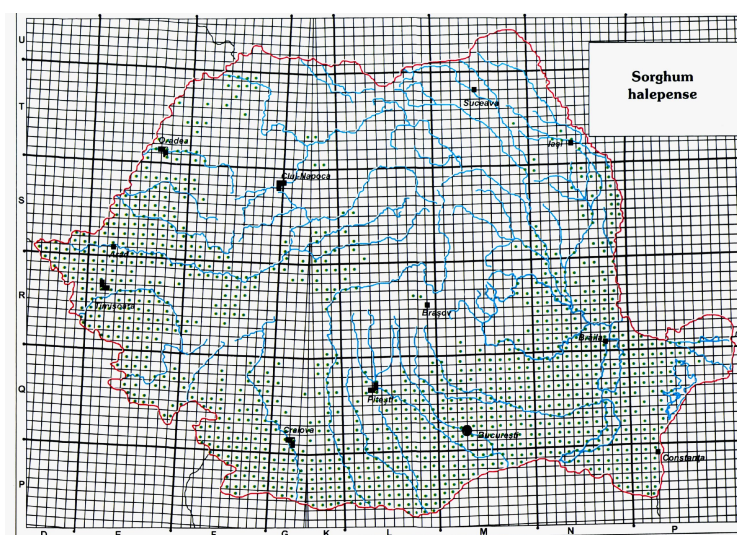 Sorghum
halepense
U
T
S
R
Q
P
Suceava
Iași
Oradea
Cluj-Napoca
Arad
Timișoara
Brașov
Brăila
Pitești
Craiova
București
Constanța
D E F G K L M N P